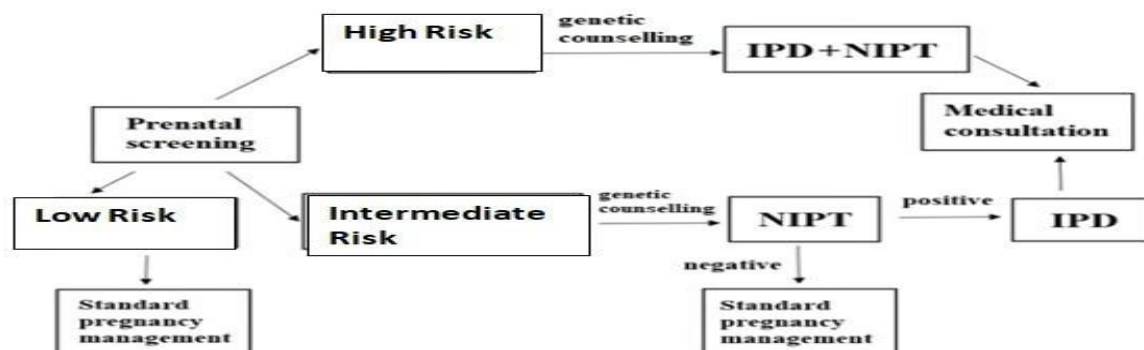 High Risk
genetic
counselling
IPD+NIPT
Prenatal
screening
Medical
consultation
Low Risk
Intermediate
Risk
genetic
counselling
NIPT
positive
IPD
negative
Standard
pregnancy
management
Standard
pregnancy
management